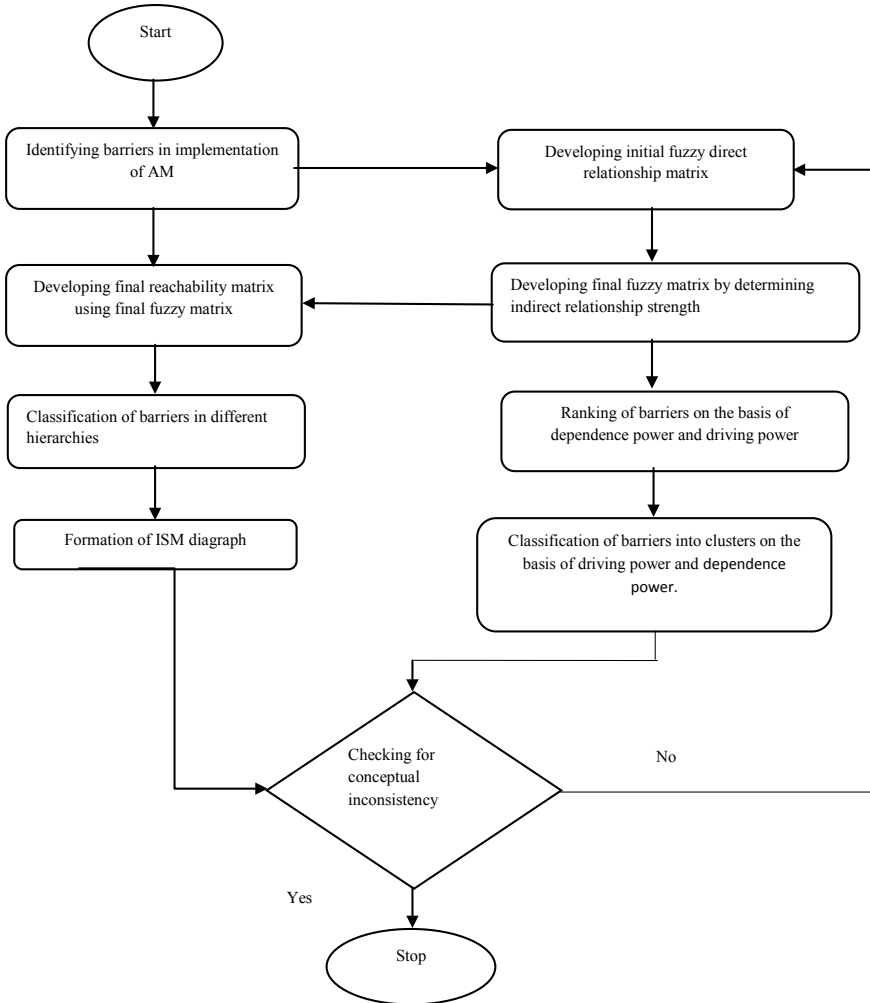 Start
Identifying barriers in implementation
of AM
Developing initial fuzzy direct
relationship matrix
Developing final reachability matrix
using final fuzzy matrix
Developing final fuzzy matrix by determining
indirect relationship strength
Classification of barriers in different
hierarchies
Ranking of barriers on the basis of
dependence power and driving power
Formation of ISM diagraph
Classification of barriers into clusters on the
basis of driving power and dependence
power.
Checking for
conceptual
inconsistency
No
Yes
Stop